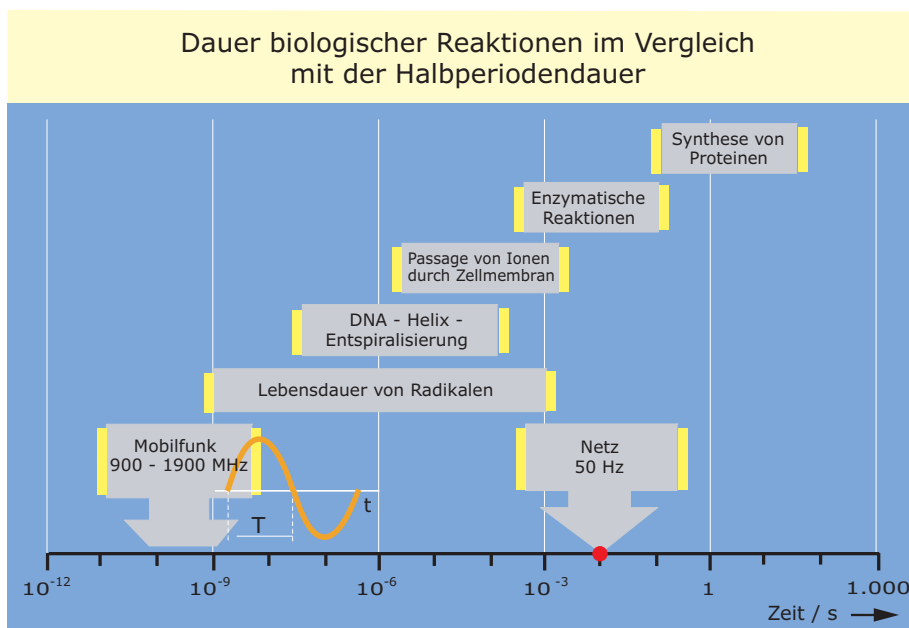 Dauer biologischer Reaktionen im Vergleich
mit der Halbperiodendauer
Synthese von
Proteinen
Enzymatische
Reaktionen
Passage von Ionen
durch Zellmembran
DNA - Helix -
Entspiralisierung
Lebensdauer von Radikalen
Mobilfunk
900 - 1900 MHz
Netz
50 Hz
t
T
10⁻¹² 10⁻⁹ 10⁻⁶ 10⁻³ 1 1.000
Zeit / s